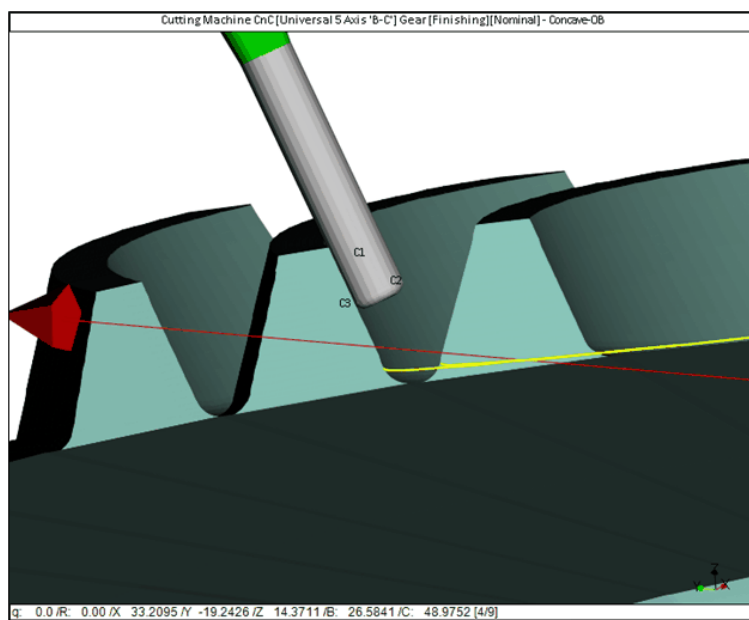 Cutting Machine CnC [Universal 5 Axis 'B-C'] Gear [Finishing][Nominal] - Concave-OB
C1
C2
C3
Z
Y X
q: 0.0 /R: 0.00 /X 33.2095 /Y -19.2426 /Z 14.3711 /B: 26.5841 /C: 48.9752 [4/9]